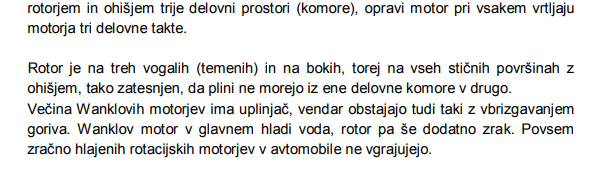 rotorjem in ohišjem trije delovni prostori (komore), opravi motor pri vsakem vrtljaju
motorja tri delovne takte.
Rotor je na treh vogalih (temenih) in na bokih, torej na vseh stičnih površinah z
ohišjem, tako zatesnjen, da plini ne morejo iz ene delovne komore v drugo.
Večina Wanklovih motorjev ima uplinjač, vendar obstajajo tudi taki z vbrizgavanjem
goriva. Wanklov motor v glavnem hladi voda, rotor pa še dodatno zrak. Povsem
zračno hlajenih rotacijskih motorjev v avtomobile ne vgrajujejo.